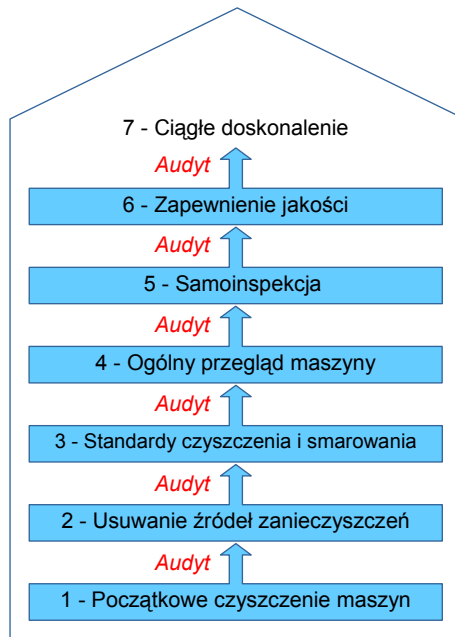 7 - Ciągłe doskonalenie
Audyt
6 - Zapewnienie jakości
Audyt
5 - Samoinspekcja
Audyt
4 - Ogólny przegląd maszyny
Audyt
3 - Standardy czyszczenia i smarowania
Audyt
2 - Usuwanie źródeł zanieczyszczeń
Audyt
1 - Początkowe czyszczenie maszyn